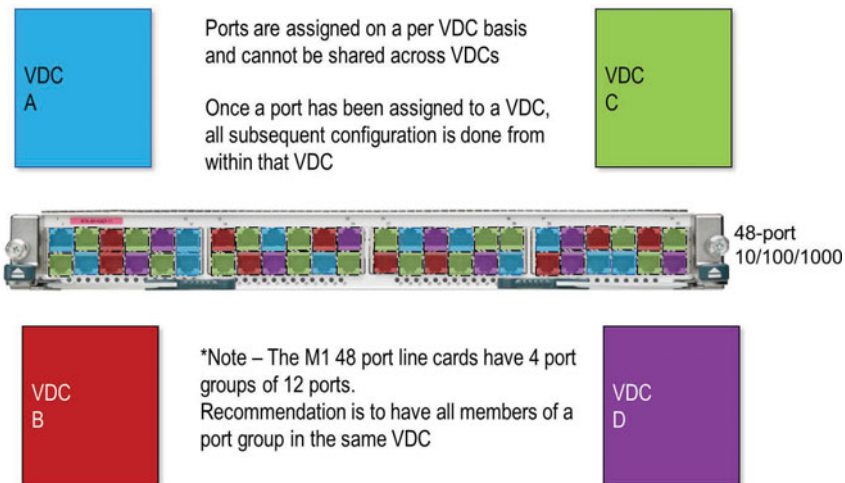 Ports are assigned on a per VDC basis
and cannot be shared across VDCs
Once a port has been assigned to a VDC,
all subsequent configuration is done from
within that VDC
VDC
A
VDC
C
48-port
10/100/1000
VDC
B
*Note – The M1 48 port line cards have 4 port
groups of 12 ports.
Recommendation is to have all members of a
port group in the same VDC
VDC
D